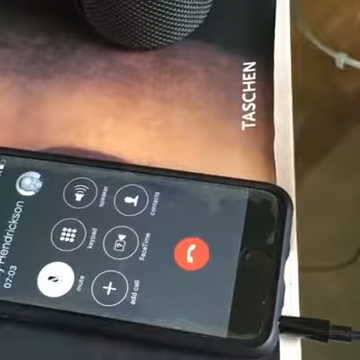 TASCHEN
Hendrickson
07:03
mute
keypad
speaker
add call
FaceTime
contacts